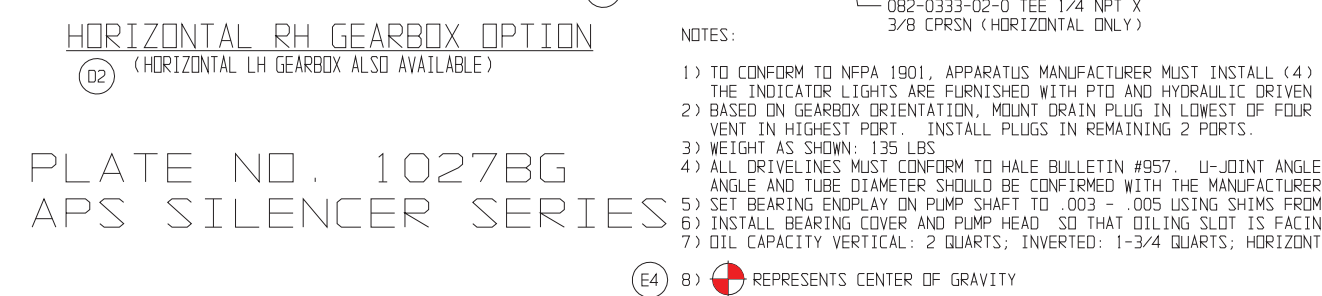 082-0333-02-0 TEE 1/4 NPT X
3/8 CPRSN (HORIZONTAL ONLY)
HORIZONTAL RH GEARBOX OPTION
D2 (HORIZONTAL LH GEARBOX ALSO AVAILABLE)
PLATE NO. 1027BG
APS SILENCER SERIES
NOTES:
1) TO CONFORM TO NFPA 1901, APPARATUS MANUFACTURER MUST INSTALL (4)
THE INDICATOR LIGHTS ARE FURNISHED WITH PTO AND HYDRAULIC DRIVEN
2) BASED ON GEARBOX ORIENTATION, MOUNT DRAIN PLUG IN LOWEST OF FOUR
VENT IN HIGHEST PORT. INSTALL PLUGS IN REMAINING 2 PORTS.
3) WEIGHT AS SHOWN: 135 LBS
4) ALL DRIVELINES MUST CONFORM TO HALE BULLETIN #957. U-JOINT ANGLE
ANGLE AND TUBE DIAMETER SHOULD BE CONFIRMED WITH THE MANUFACTURER
5) SET BEARING ENDPLAY ON PUMP SHAFT TO .003 - .005 USING SHIMS FROM
6) INSTALL BEARING COVER AND PUMP HEAD SO THAT OILING SLOT IS FACIN
7) OIL CAPACITY VERTICAL: 2 QUARTS; INVERTED: 1-3/4 QUARTS; HORIZONT
E4 8) REPRESENTS CENTER OF GRAVITY